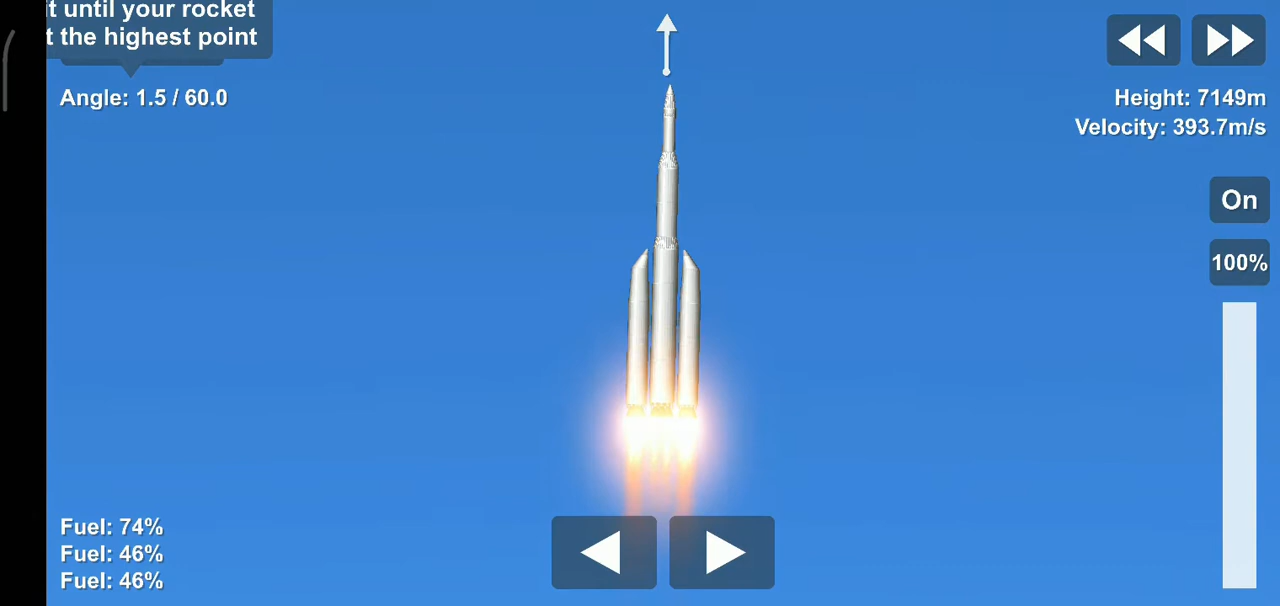 it until your rocket
t the highest point
Angle: 1.5 / 60.0
Height: 7149m
Velocity: 393.7m/s
On
100%
Fuel: 74%
Fuel: 46%
Fuel: 46%